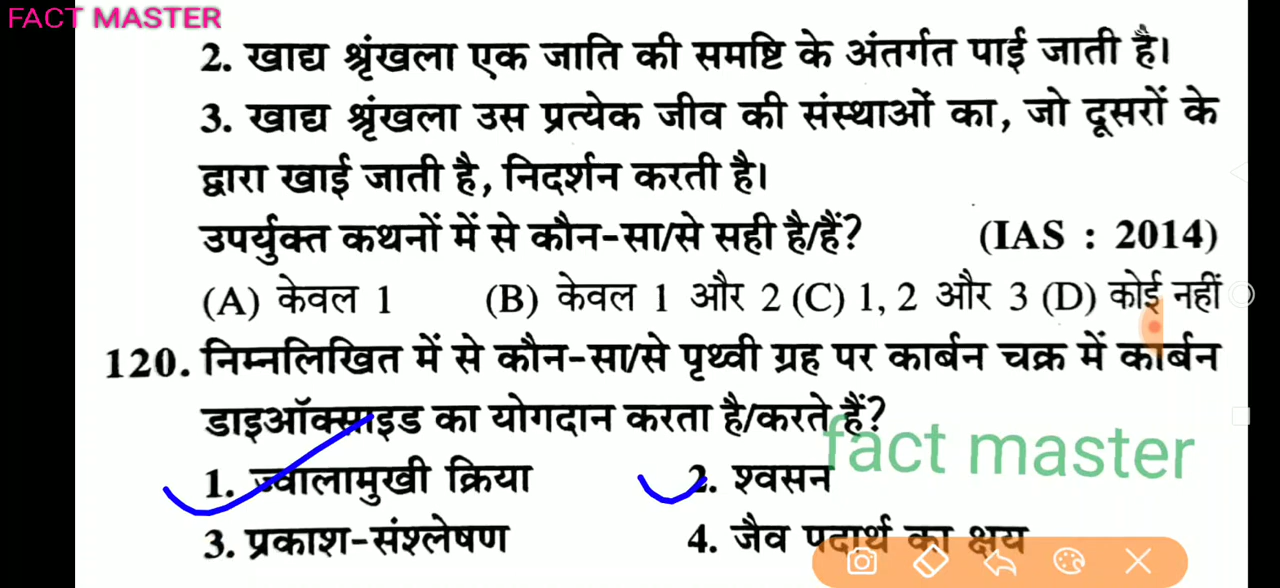 FACT MASTER
2. खाद्य श्रृंखला एक जाति की समष्टि के अंतर्गत पाई जाती है।
3. खाद्य श्रृंखला उस प्रत्येक जीव की संस्थाओं का, जो दूसरों के
द्वारा खाई जाती है, निदर्शन करती है।
उपर्युक्त कथनों में से कौन-सा/से सही है/हैं? (IAS : 2014)
(A) केवल 1 (B) केवल 1 और 2 (C) 1, 2 और 3 (D) कोई नहीं
120. निम्नलिखित में से कौन-सा/से पृथ्वी ग्रह पर कार्बन चक्र में कार्बन
डाइऑक्साइड का योगदान करता है/करते हैं?
fact master
1. ज्वालामुखी क्रिया 2. श्वसन
3. प्रकाश-संश्लेषण 4. जैव पदार्थ का क्षय